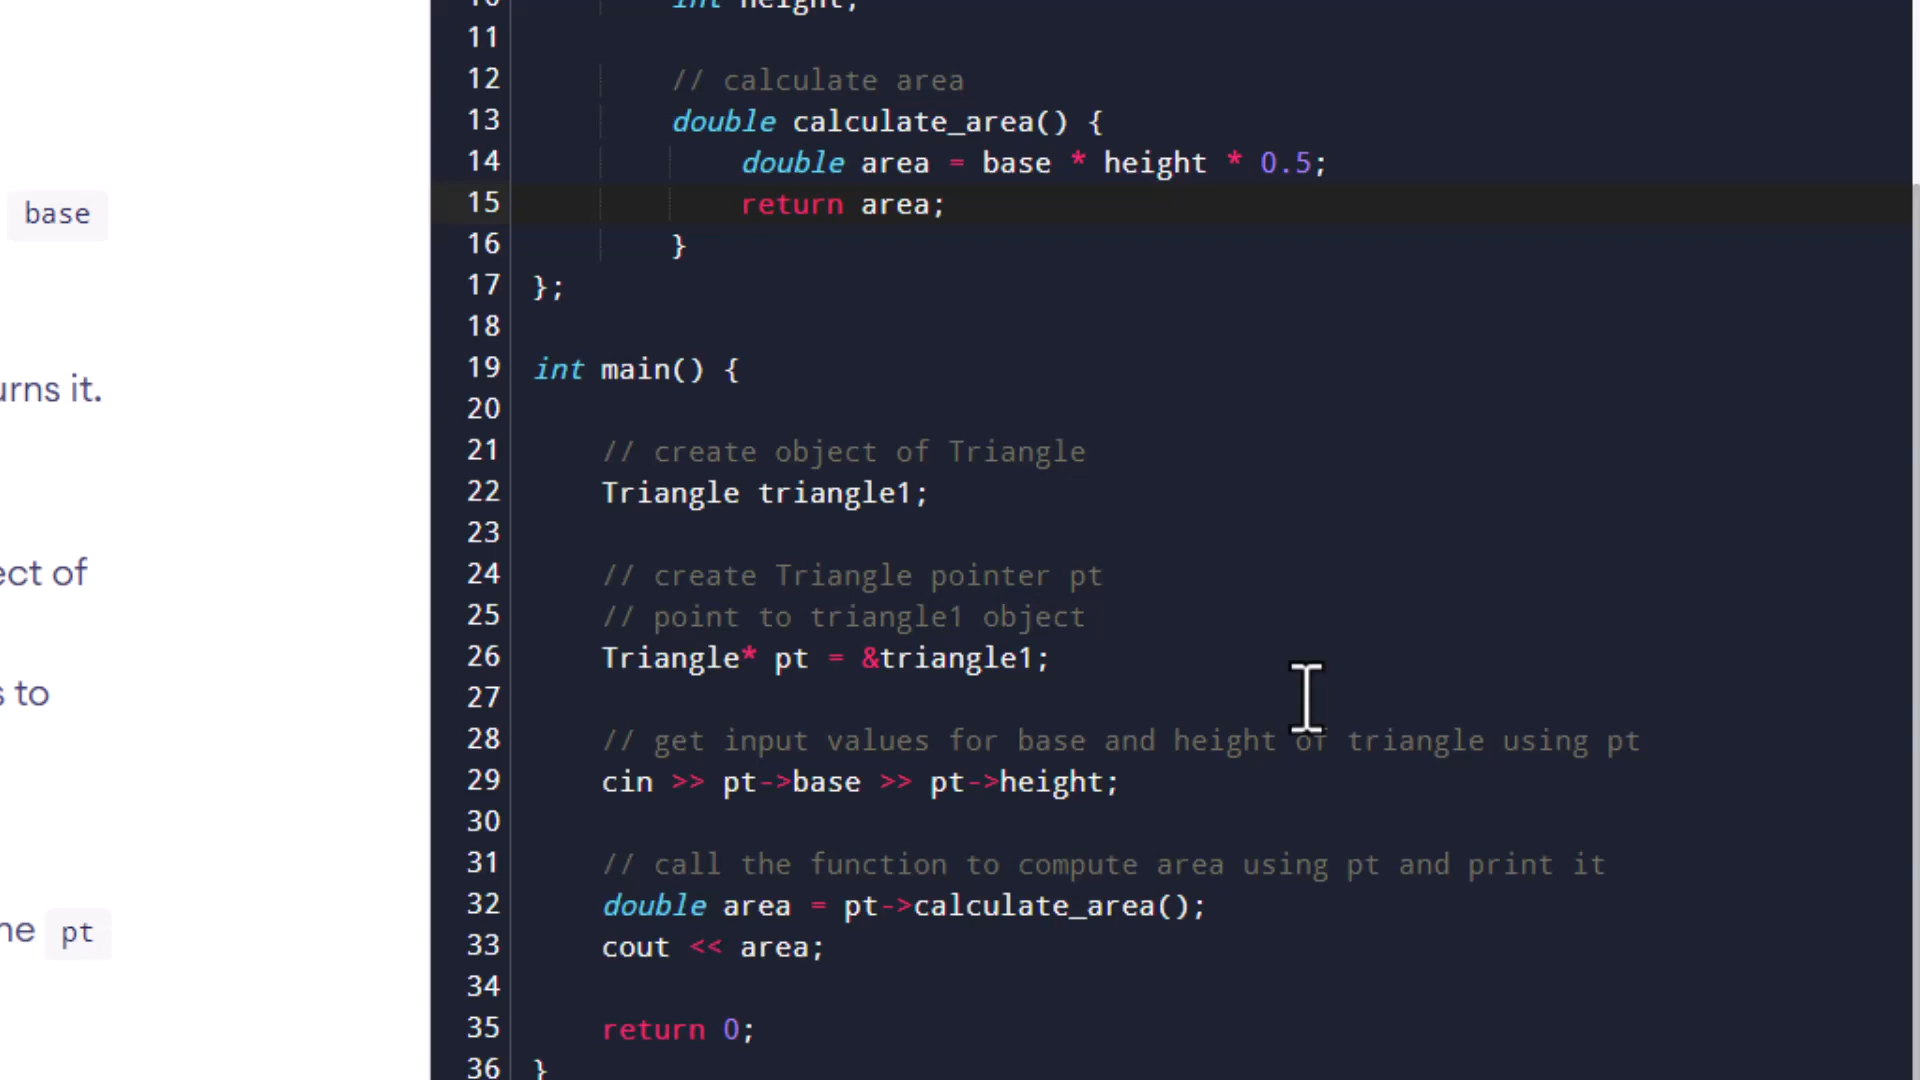 base
urns it.
ect of
s to
ne pt
10 int height;
11
12 // calculate area
13 double calculate_area() {
14 double area = base * height * 0.5;
15 return area;
16 }
17 };
18
19 int main() {
20
21 // create object of Triangle
22 Triangle triangle1;
23
24 // create Triangle pointer pt
25 // point to triangle1 object
26 Triangle* pt = &triangle1;
27
28 // get input values for base and height of triangle using pt
29 cin >> pt->base >> pt->height;
30
31 // call the function to compute area using pt and print it
32 double area = pt->calculate_area();
33 cout << area;
34
35 return 0;
36 }